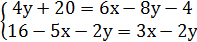 4y + 20 = 6x − 8y − 4
16 − 5x − 2y = 3x − 2y